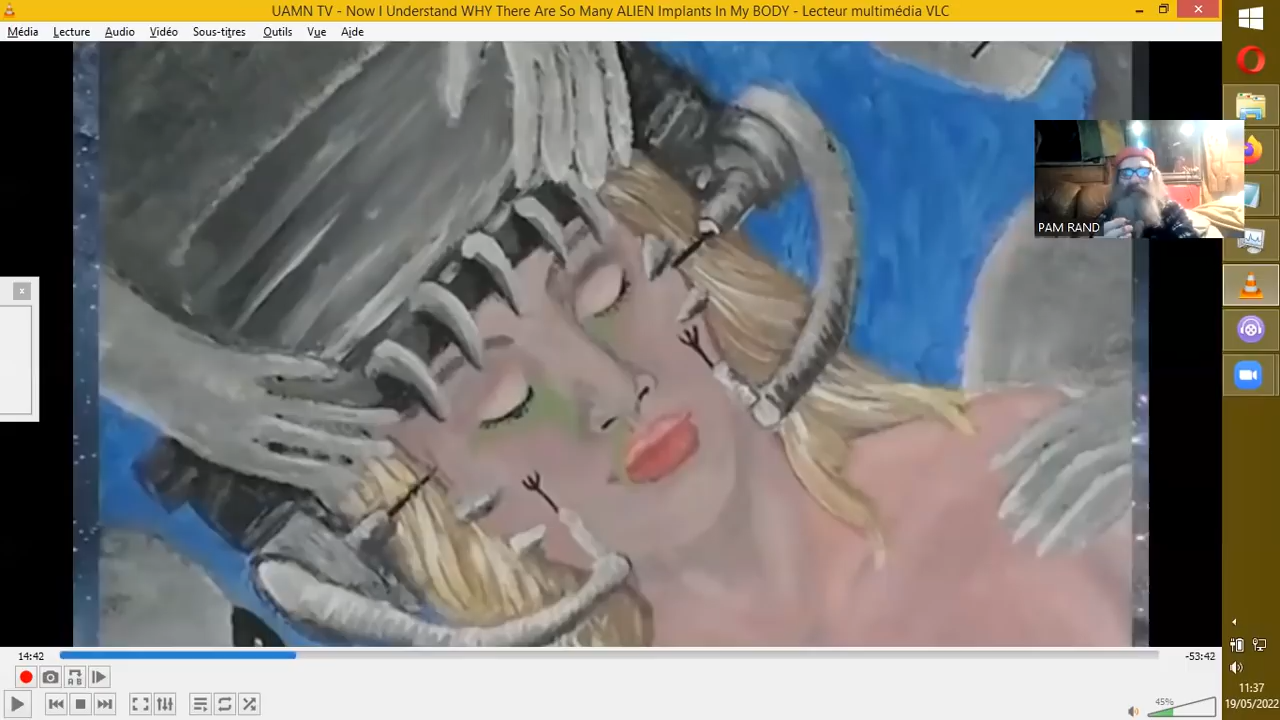 UAMN TV - Now I Understand WHY There Are So Many ALIEN Implants In My BODY - Lecteur multimédia VLC
Média Lecture Audio Vidéo Sous-titres Outils Vue Aide
PAM RAND
14:42
-53:42
45%
11:37
19/05/2022